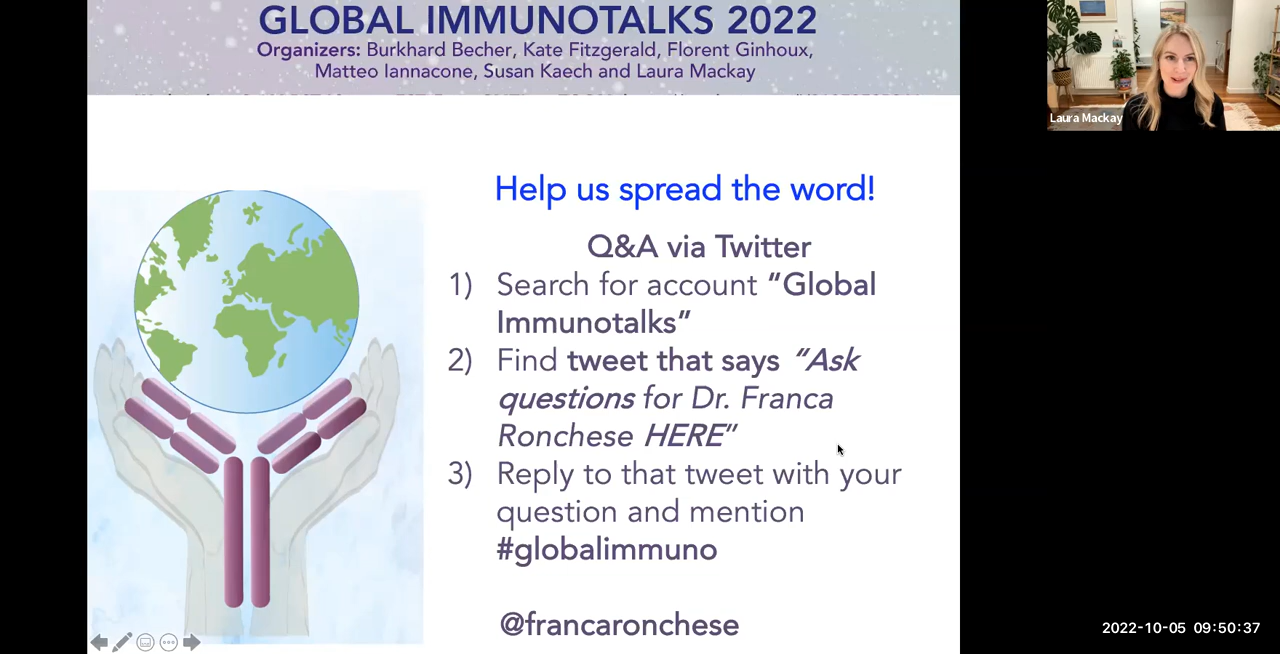 GLOBAL IMMUNOTALKS 2022
Organizers: Burkhard Becher, Kate Fitzgerald, Florent Ginhoux,
Matteo Iannacone, Susan Kaech and Laura Mackay
Laura Mackay
Help us spread the word!
Q&A via Twitter
1) Search for account "Global
Immunotalks"
2) Find tweet that says "Ask
questions for Dr. Franca
Ronchese HERE"
3) Reply to that tweet with your
question and mention
#globalimmuno
@francaronchese
2022-10-05 09:50:37